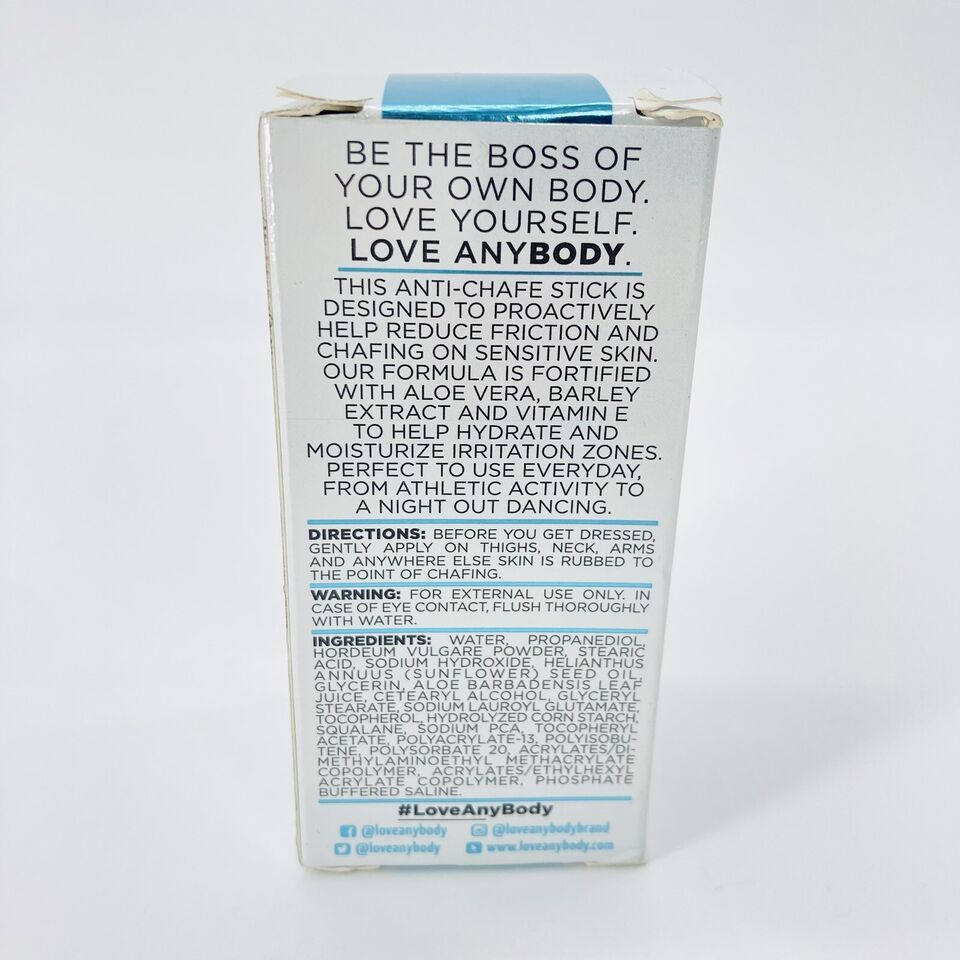 BE THE BOSS OF
YOUR OWN BODY.
LOVE YOURSELF.
LOVE ANYBODY.
THIS ANTI-CHAFE STICK IS
DESIGNED TO PROACTIVELY
HELP REDUCE FRICTION AND
CHAFING ON SENSITIVE SKIN.
OUR FORMULA IS FORTIFIED
WITH ALOE VERA, BARLEY
EXTRACT AND VITAMIN E
TO HELP HYDRATE AND
MOISTURIZE IRRITATION ZONES.
PERFECT TO USE EVERYDAY,
FROM ATHLETIC ACTIVITY TO
A NIGHT OUT DANCING.
DIRECTIONS: BEFORE YOU GET DRESSED,
GENTLY APPLY ON THIGHS, NECK, ARMS
AND ANYWHERE ELSE SKIN IS RUBBED TO
THE POINT OF CHAFING.
WARNING: FOR EXTERNAL USE ONLY. IN
CASE OF EYE CONTACT, FLUSH THOROUGHLY
WITH WATER.
INGREDIENTS: WATER, PROPANEDIOL,
HORDEUM VULGARE POWDER, STEARIC
ACID, SODIUM HYDROXIDE, HELIANTHUS
ANNUUS (SUNFLOWER) SEED OIL,
GLYCERIN, ALOE BARBADENSIS LEAF
JUICE, CETEARYL ALCOHOL, GLYCERYL
STEARATE, SODIUM LAUROYL GLUTAMATE,
TOCOPHEROL, HYDROLYZED CORN STARCH,
SQUALANE, SODIUM PCA, TOCOPHERYL
ACETATE, POLYACRYLATE-13, POLYISOBU-
TENE, POLYSORBATE 20, ACRYLATES/DI-
METHYLAMINOETHYL METHACRYLATE
COPOLYMER, ACRYLATES/ETHYLHEXYL
ACRYLATE COPOLYMER, PHOSPHATE
BUFFERED SALINE.
#LoveAnyBody
@loveanybody @loveanybodybrand
@loveanybody www.loveanybody.com